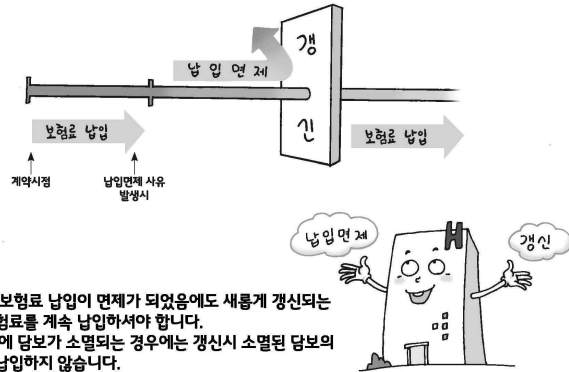 갱
납입면제
신
보험료 납입
보험료 납입
계약시점
납입면제 사유
발생시
납입면제
갱신
보험료 납입이 면제가 되었음에도 새롭게 갱신되는
험료를 계속 납입하셔야 합니다.
에 담보가 소멸되는 경우에는 갱신시 소멸된 담보의
납입하지 않습니다.